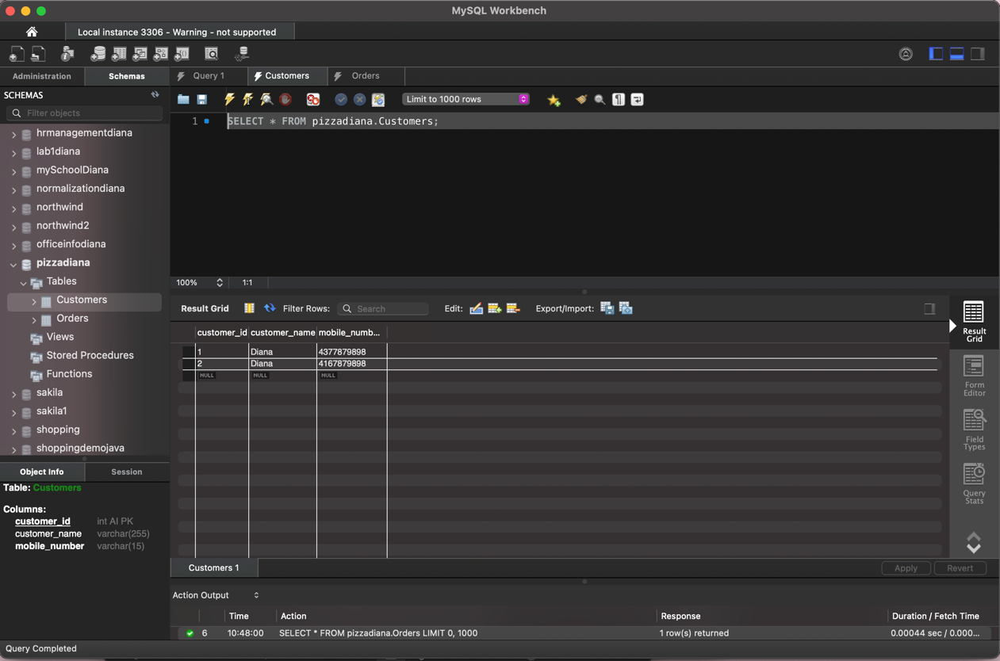 MySQL Workbench
Local instance 3306 - Warning - not supported
Administration Schemas Query 1 Customers Orders
SCHEMAS
Filter objects
Limit to 1000 rows
1 SELECT * FROM pizzadiana.Customers;
hrmanagementdiana
lab1diana
mySchoolDiana
normalizationdiana
northwind
northwind2
officeinfodiana
pizzadiana
Tables
Customers
Orders
Views
Stored Procedures
Functions
sakila
sakila1
shopping
shoppingdemojava
100% 1:1
Result Grid Filter Rows: Search Edit: Export/Import:
customer_id customer_name mobile_numb...
1 Diana 4377879898
2 Diana 4167879898
NULL NULL NULL
Result
Grid
Form
Editor
Field
Types
Query
Stats
Object Info Session
Table: Customers
Columns:
customer_id int AI PK
customer_name varchar(255)
mobile_number varchar(15)
Customers 1 Apply Revert
Action Output
Time Action Response Duration / Fetch Time
6 10:48:00 SELECT * FROM pizzadiana.Orders LIMIT 0, 1000 1 row(s) returned 0.00044 sec / 0.000...
Query Completed